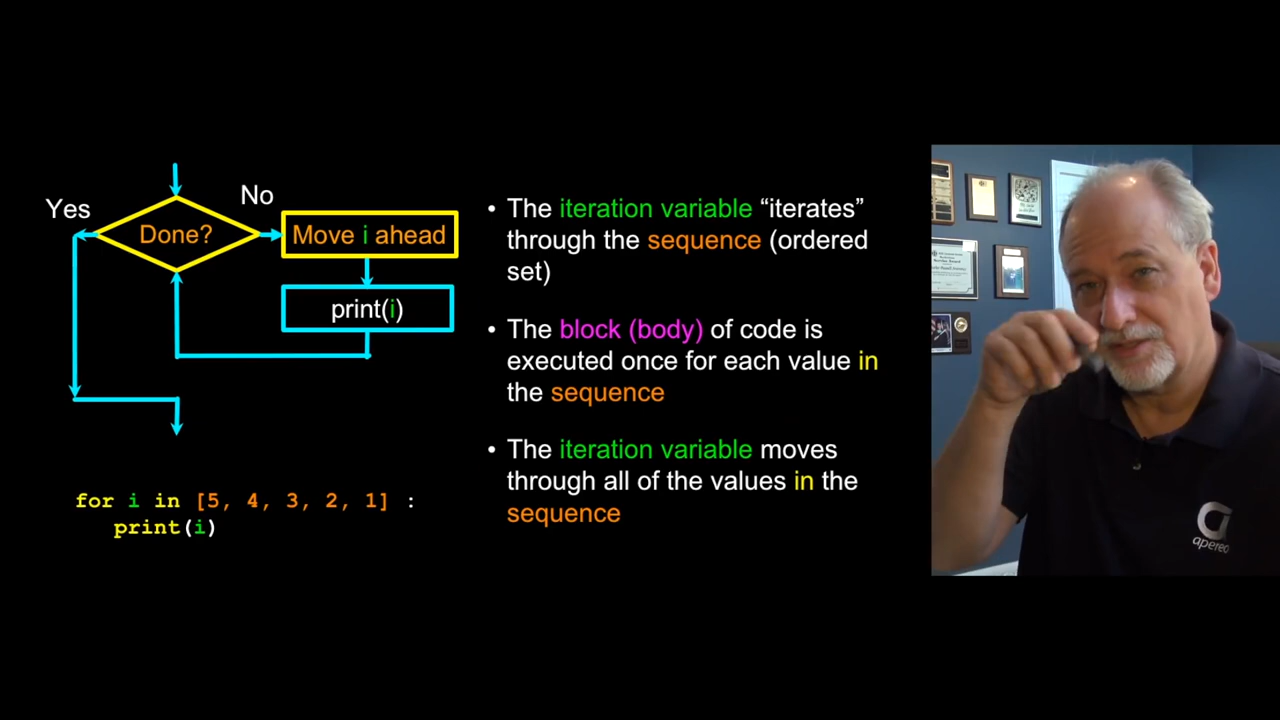 Yes
No
Done?
Move i ahead
print(i)
for i in [5, 4, 3, 2, 1] :
print(i)
• The iteration variable “iterates”
through the sequence (ordered
set)
• The block (body) of code is
executed once for each value in
the sequence
• The iteration variable moves
through all of the values in the
sequence
apereo